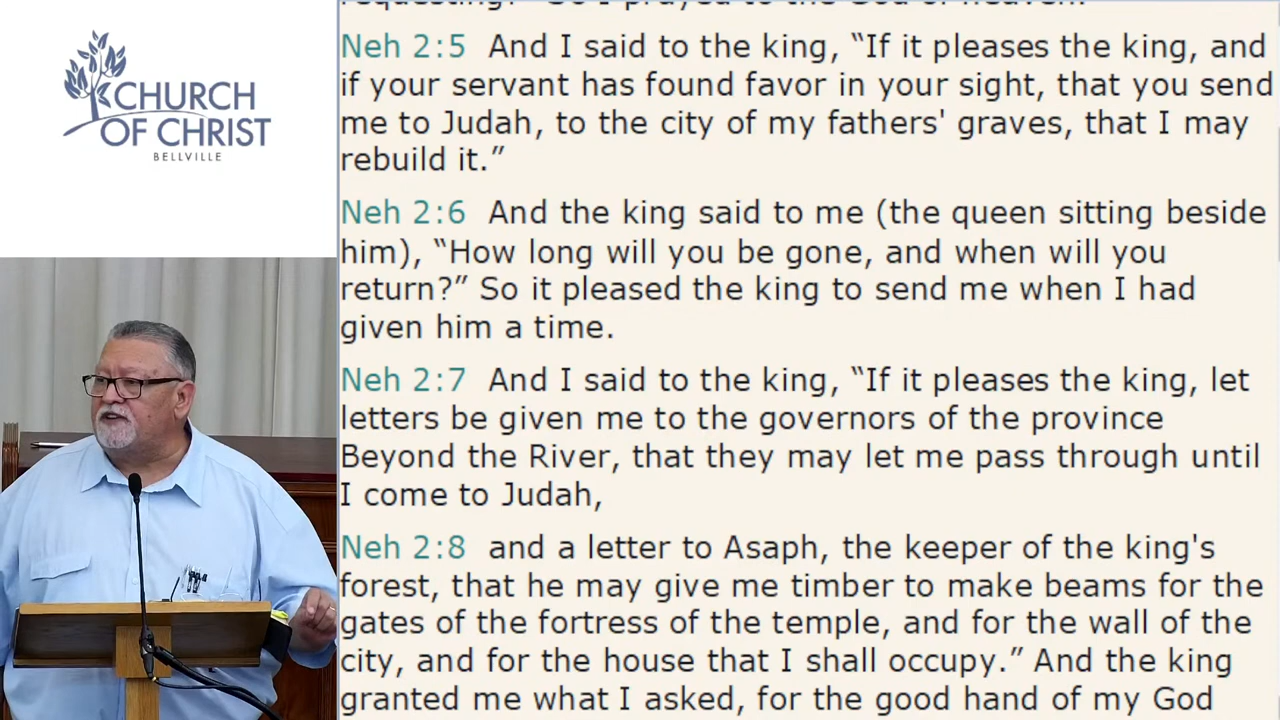 CHURCH
OF CHRIST
BELLVILLE
Neh 2:5 And I said to the king, “If it pleases the king, and
if your servant has found favor in your sight, that you send
me to Judah, to the city of my fathers' graves, that I may
rebuild it.”
Neh 2:6 And the king said to me (the queen sitting beside
him), “How long will you be gone, and when will you
return?” So it pleased the king to send me when I had
given him a time.
Neh 2:7 And I said to the king, “If it pleases the king, let
letters be given me to the governors of the province
Beyond the River, that they may let me pass through until
I come to Judah,
Neh 2:8 and a letter to Asaph, the keeper of the king's
forest, that he may give me timber to make beams for the
gates of the fortress of the temple, and for the wall of the
city, and for the house that I shall occupy.” And the king
granted me what I asked, for the good hand of my God